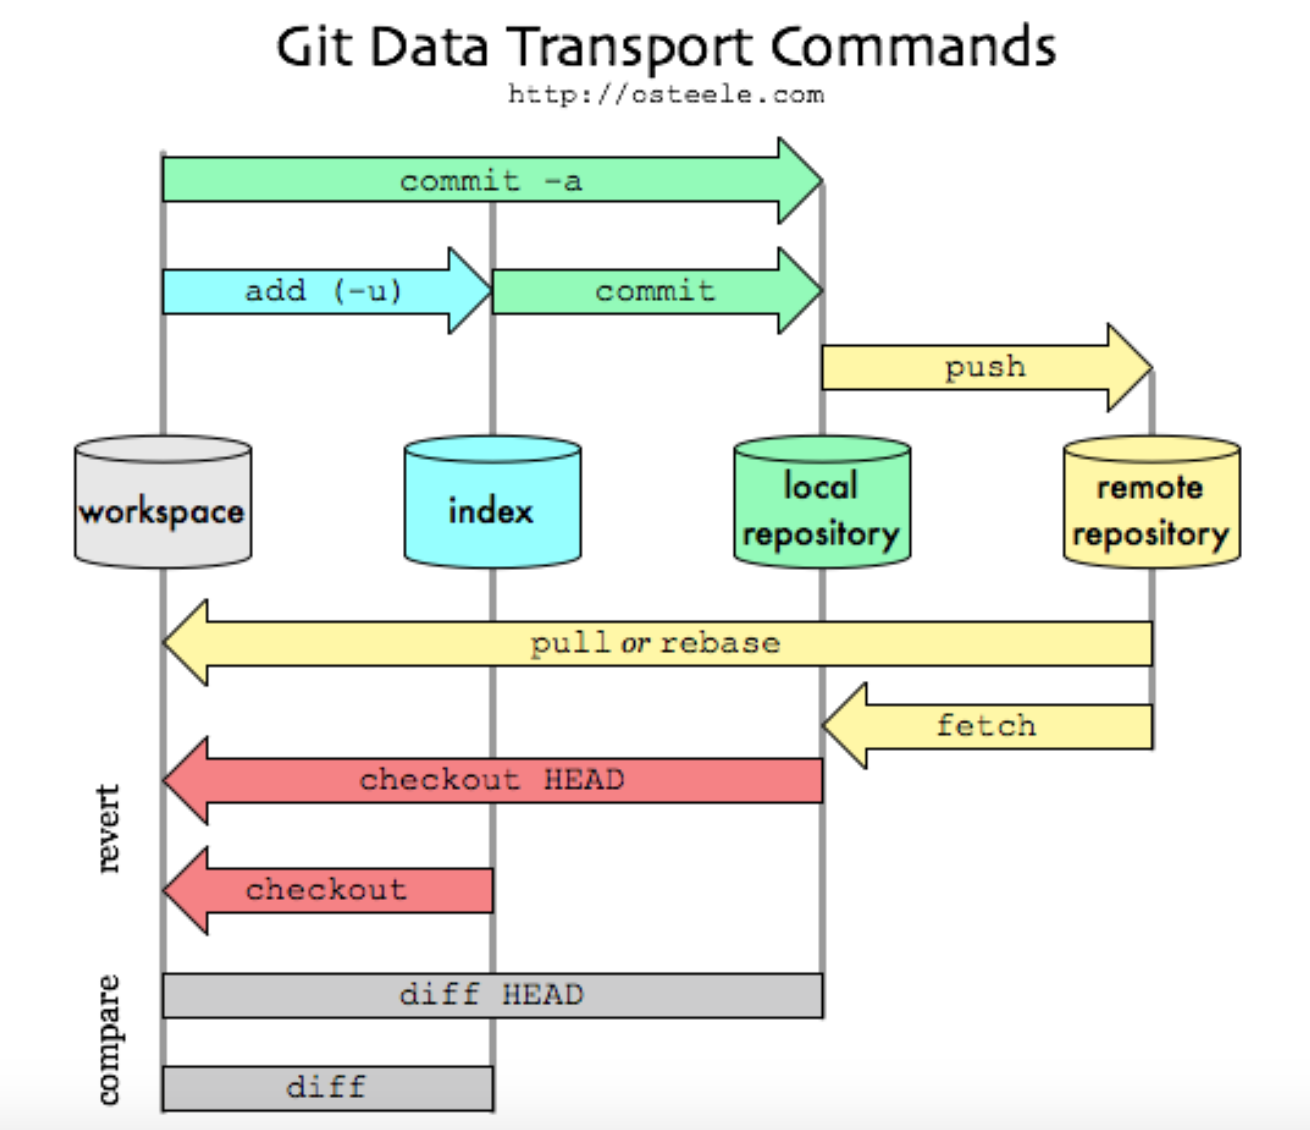 Git Data Transport Commands
http://osteele.com
commit -a
add (-u)
commit
push
workspace
index
local
repository
remote
repository
pull or rebase
fetch
revert
checkout HEAD
checkout
compare
diff HEAD
diff